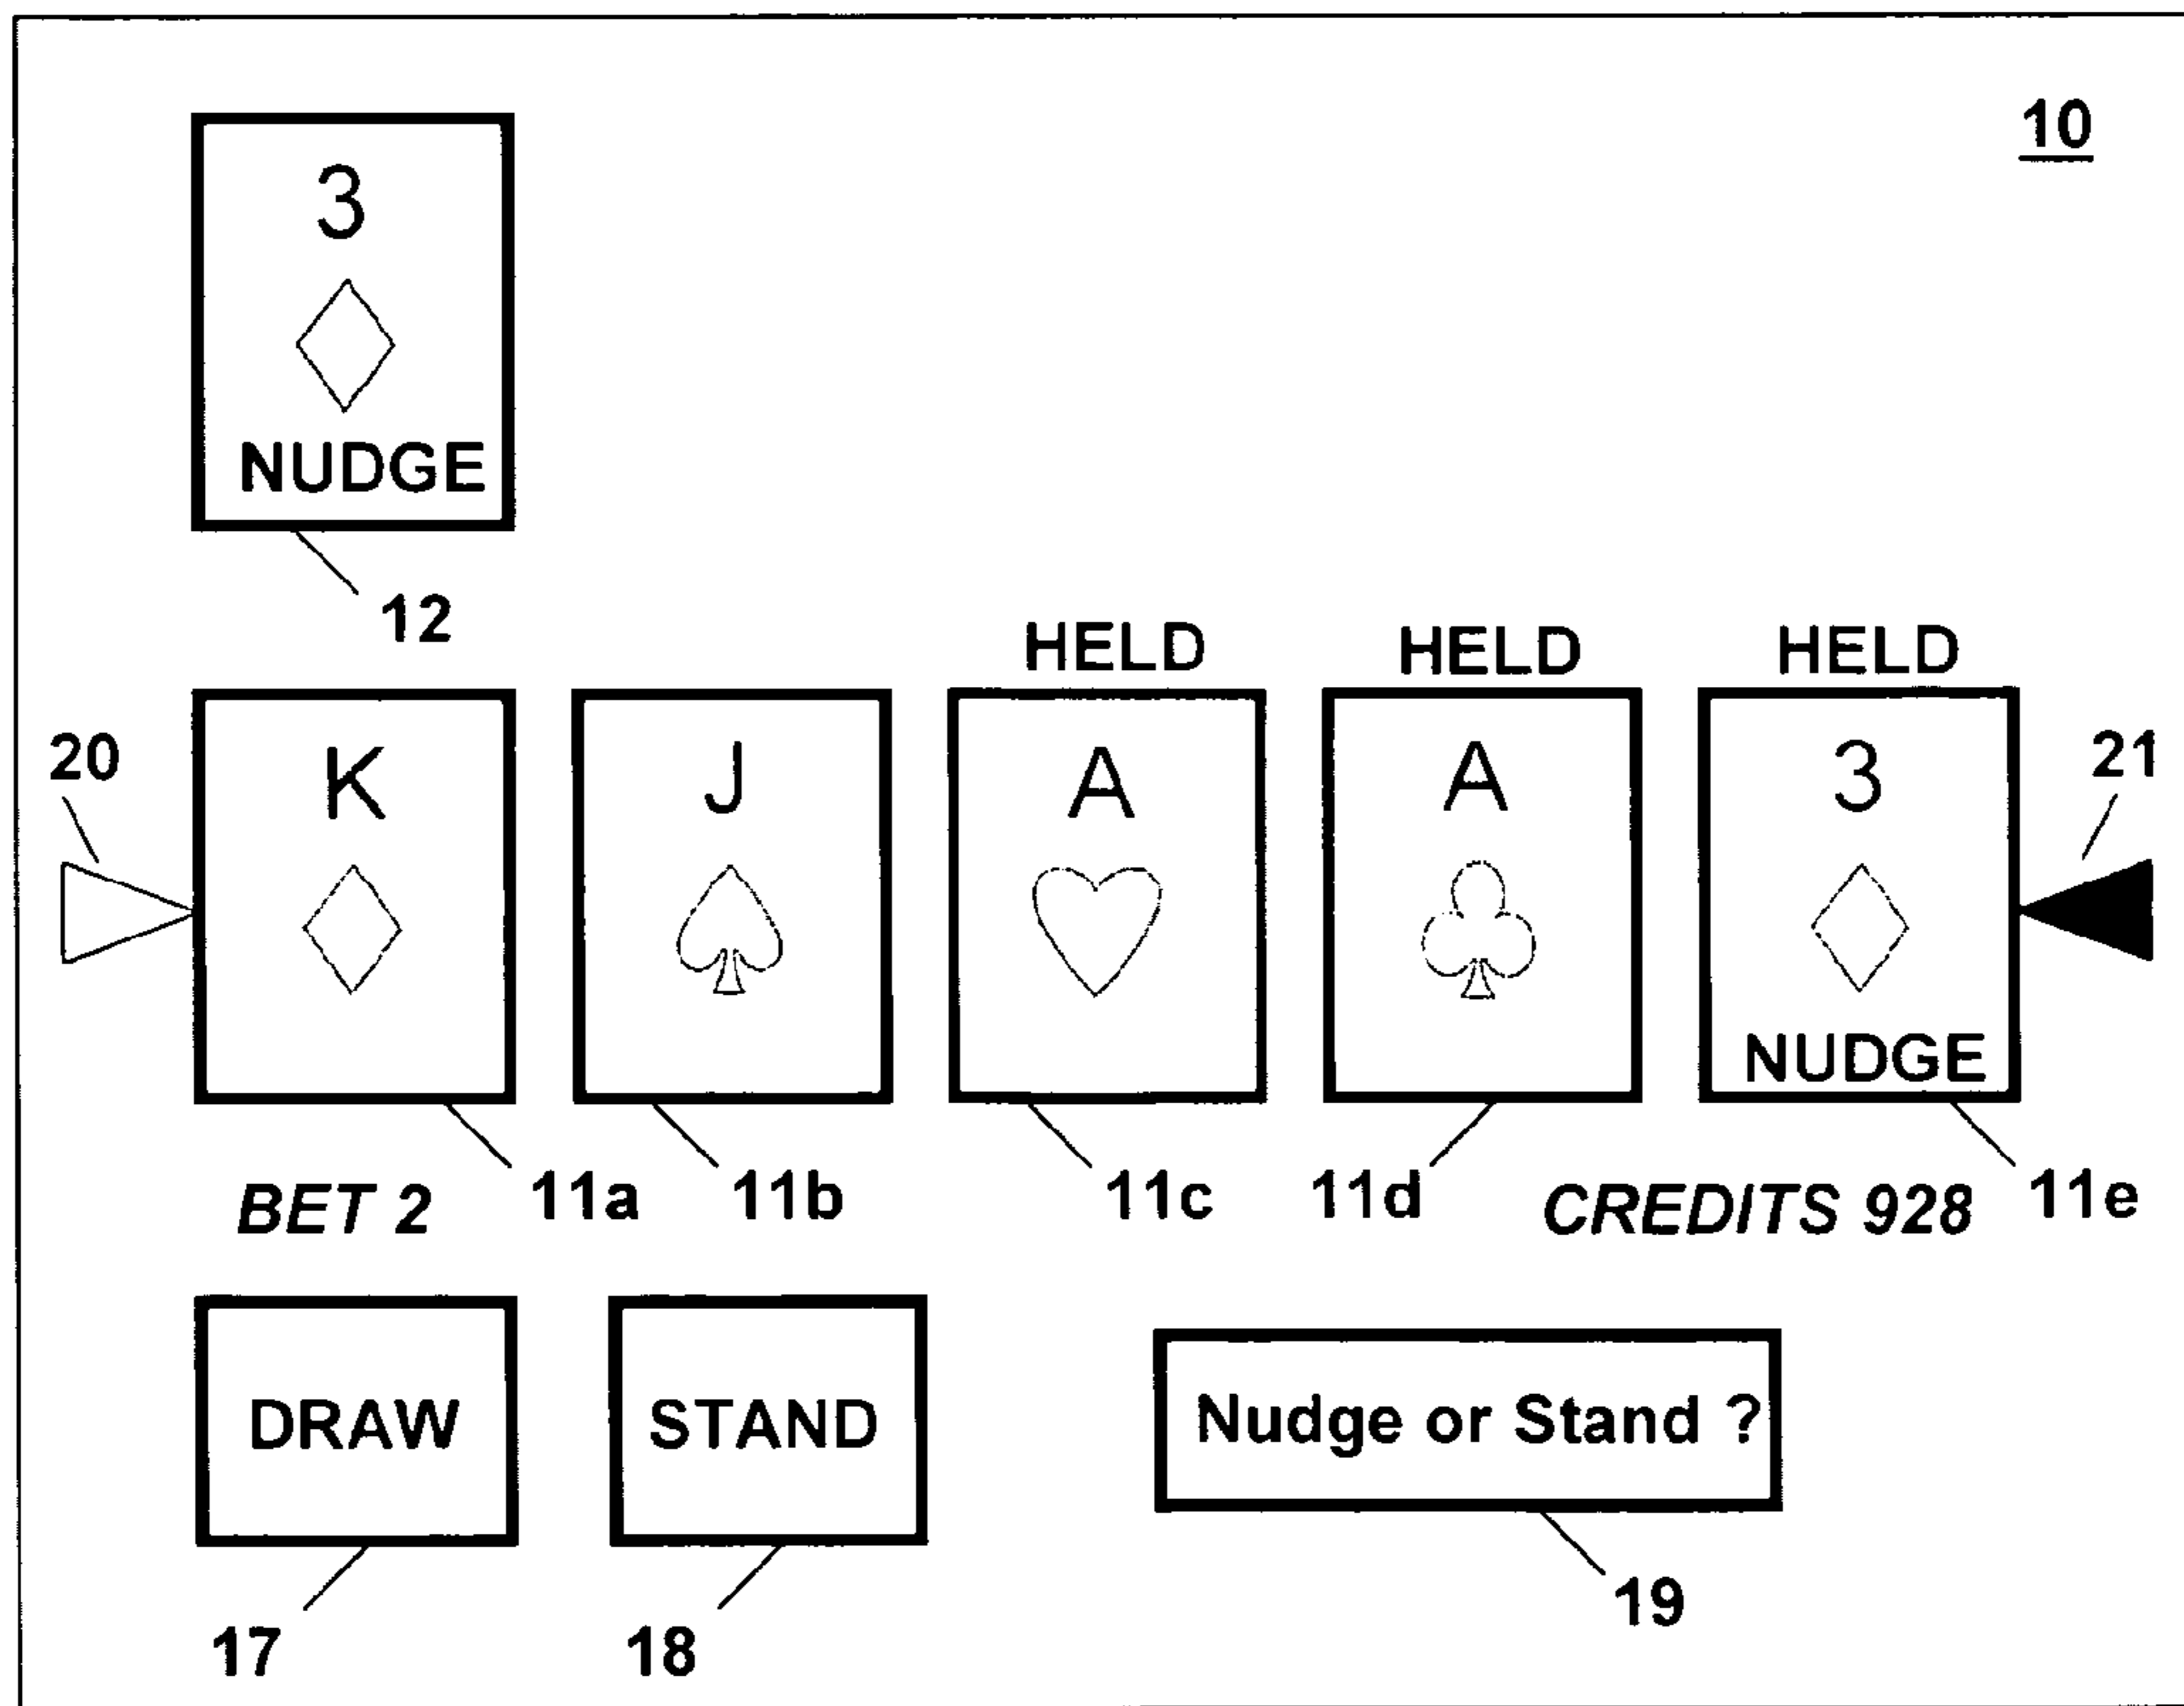 10
3
NUDGE
12
HELD HELD HELD
20 K J A A 3 21
NUDGE
11a 11b 11c 11d 11e
BET 2 CREDITS 928
DRAW STAND Nudge or Stand ?
17 18 19